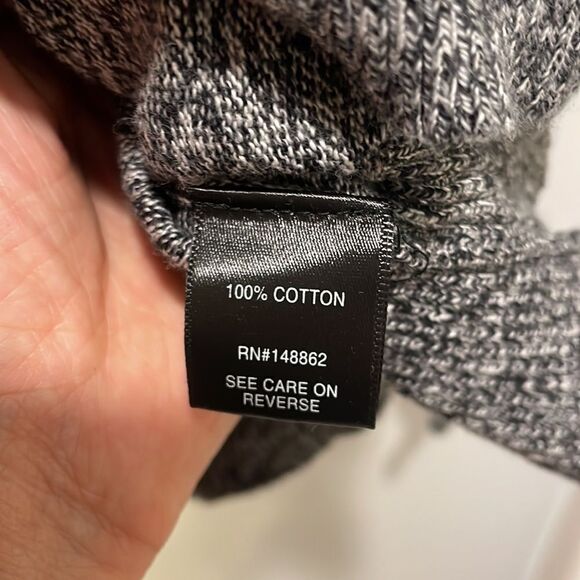 100% COTTON
RN#148862
SEE CARE ON
REVERSE